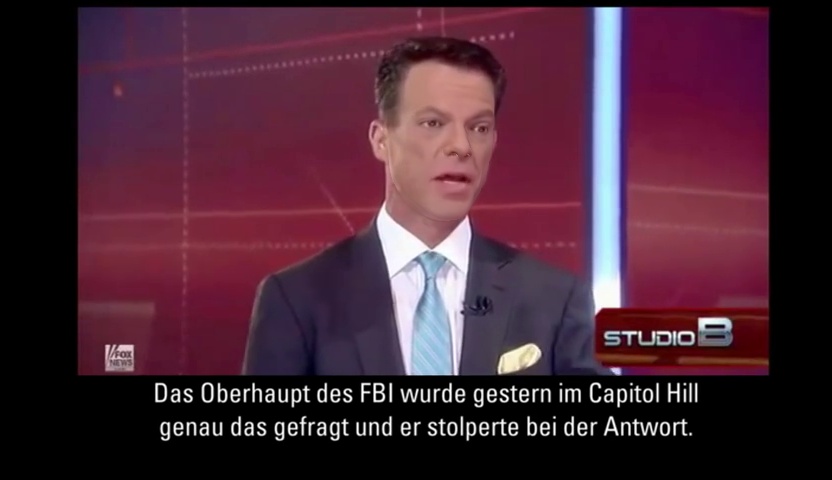 STUDIO B
FOX
NEWS
Das Oberhaupt des FBI wurde gestern im Capitol Hill
genau das gefragt und er stolperte bei der Antwort.